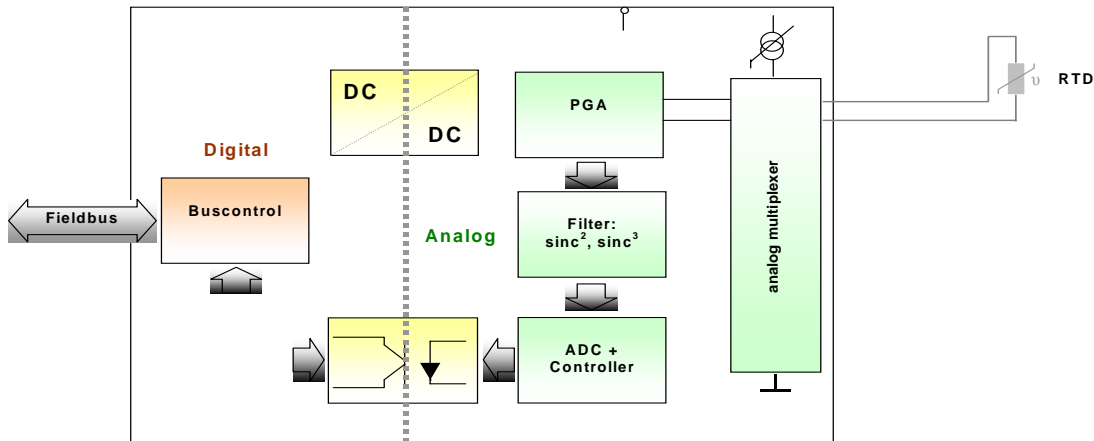 DC
DC
PGA
υ RTD
Digital
Fieldbus
Buscontrol
Analog
Filter:
sinc², sinc³
analog multiplexer
ADC +
Controller